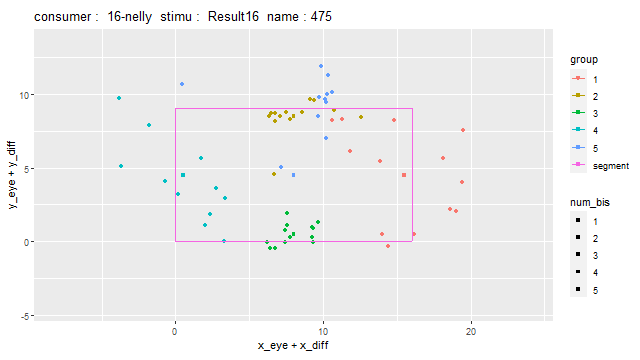 consumer : 16-nelly stimu : Result16 name : 475
y_eye + y_diff
10
5
0
-5
0
10
20
x_eye + x_diff
group
1
2
3
4
5
segment
num_bis
1
2
3
4
5